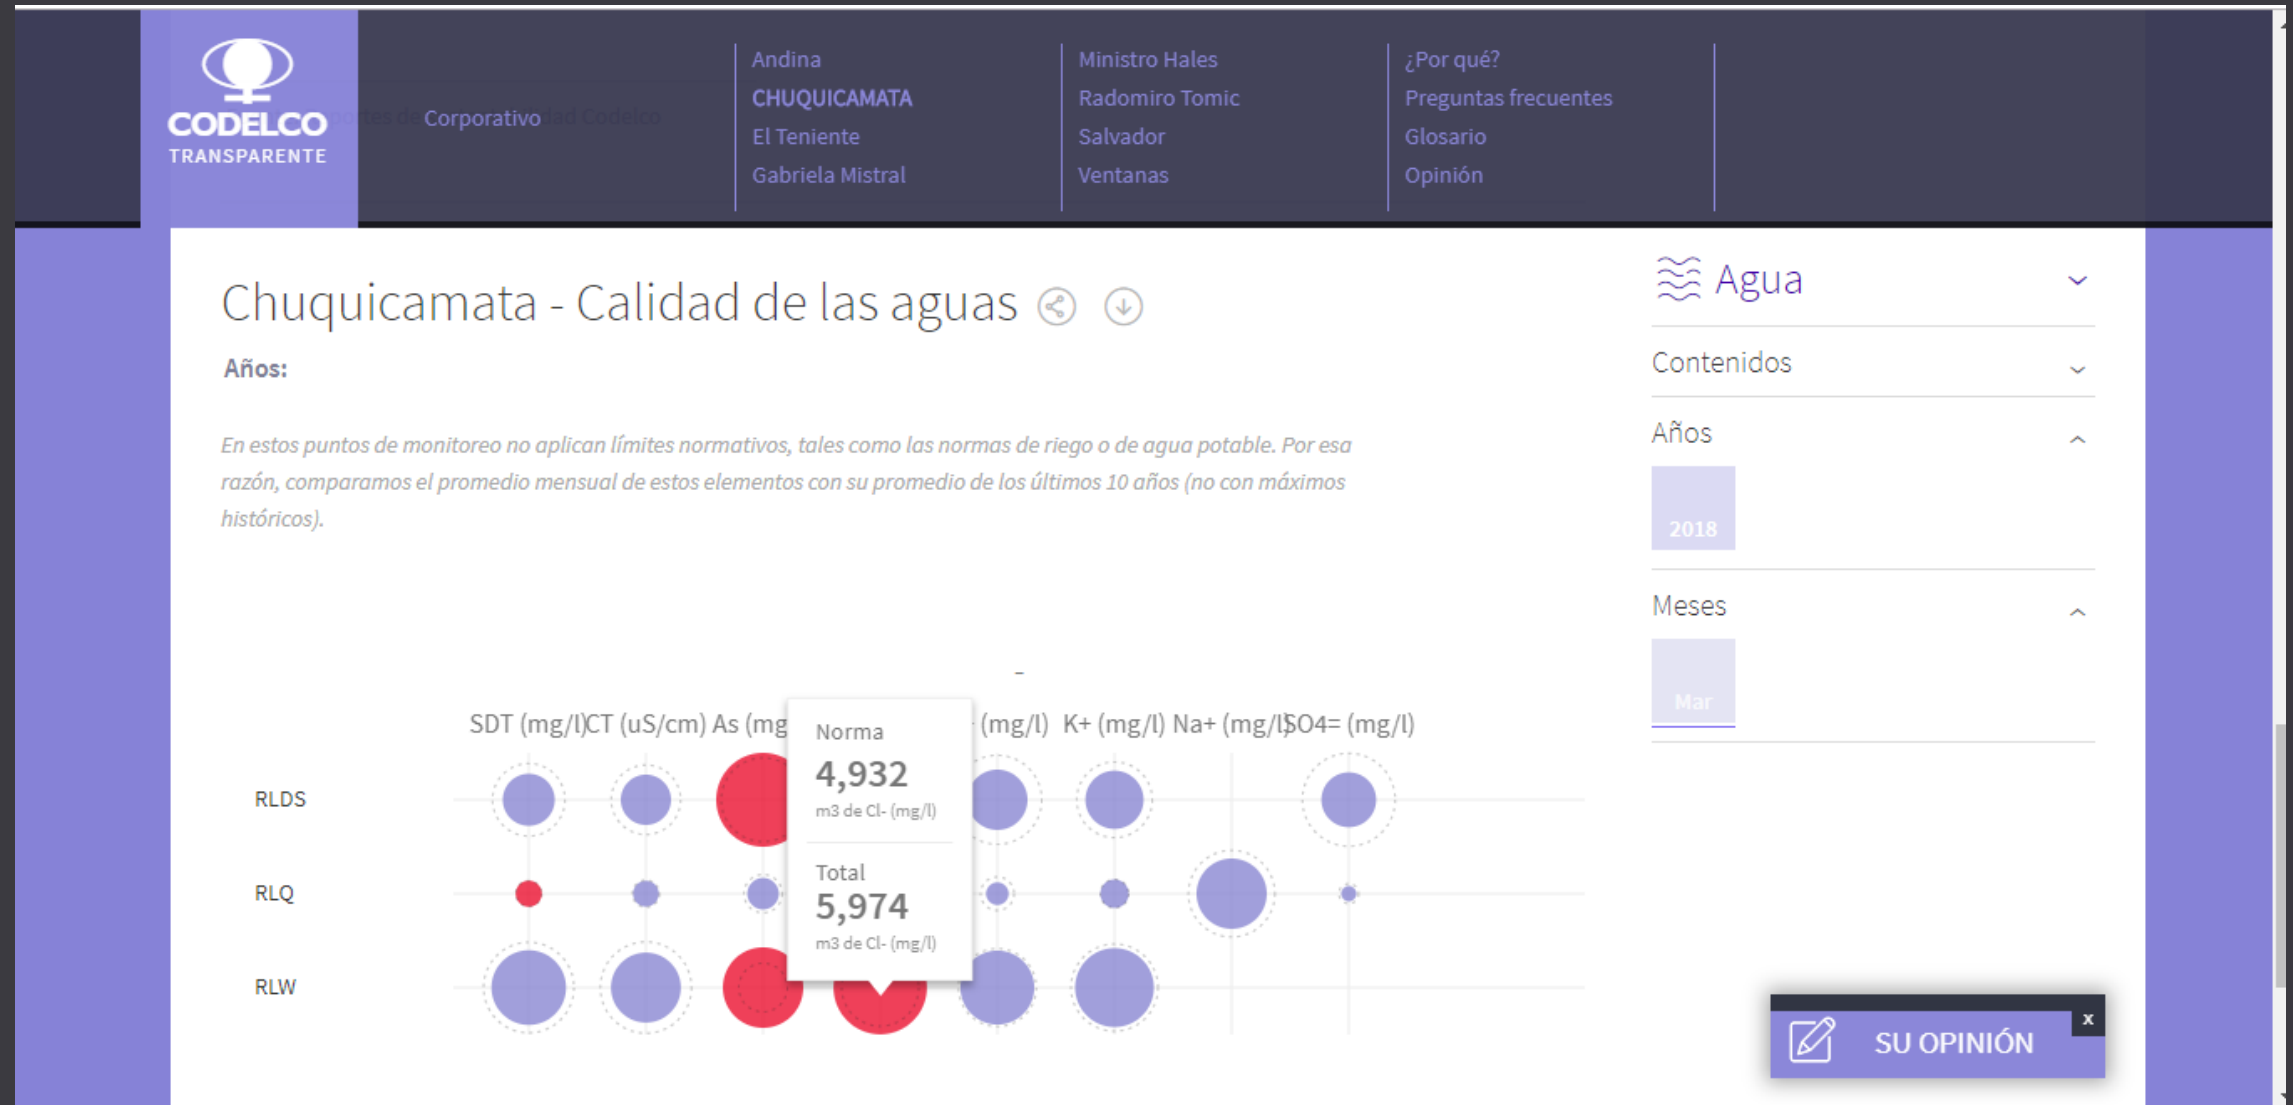 CODELCO
TRANSPARENTE
Corporativo
Andina
CHUQUICAMATA
El Teniente
Gabriela Mistral
Ministro Hales
Radomiro Tomic
Salvador
Ventanas
¿Por qué?
Preguntas frecuentes
Glosario
Opinión
Chuquicamata - Calidad de las aguas
Años:
En estos puntos de monitoreo no aplican límites normativos, tales como las normas de riego o de agua potable. Por esa
razón, comparamos el promedio mensual de estos elementos con su promedio de los últimos 10 años (no con máximos
históricos).
Agua
Contenidos
Años
2018
Meses
Mar
-
SDT (mg/l) CT (uS/cm) As (mg (mg/l) K+ (mg/l) Na+ (mg/l) SO4= (mg/l)
Norma
4,932
m3 de Cl- (mg/l)
Total
5,974
m3 de Cl- (mg/l)
RLDS
RLQ
RLW
x
SU OPINIÓN